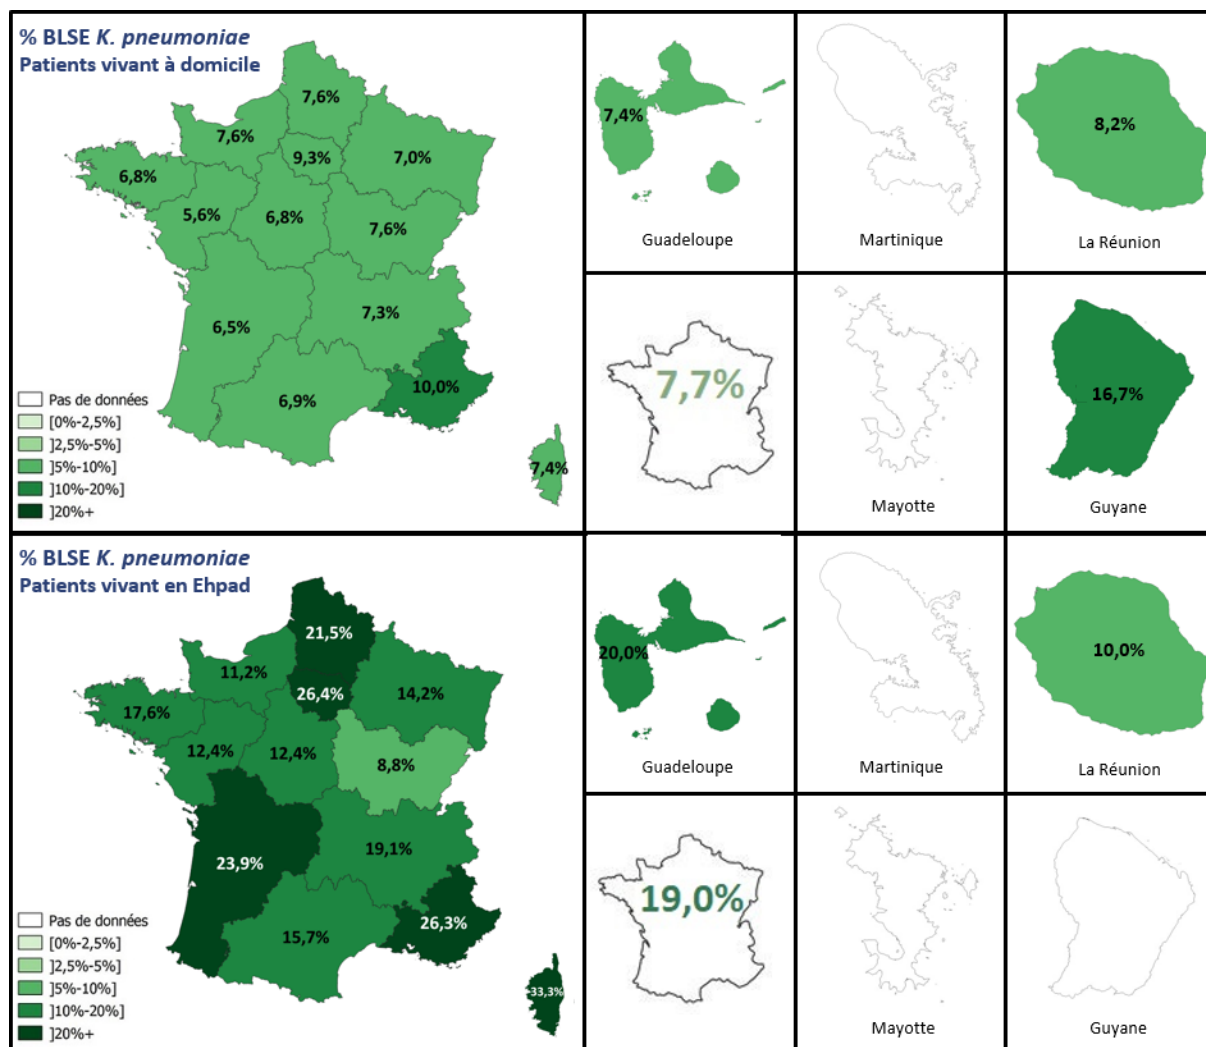 % BLSE K. pneumoniae
Patients vivant à domicile
7,6%
7,6%
9,3%
7,0%
6,8%
5,6%
6,8%
7,6%
6,5%
7,3%
6,9%
10,0%
7,4%
Pas de données
[0%-2,5%]
]2,5%-5%]
]5%-10%]
]10%-20%]
]20%+
7,4%
Guadeloupe
Martinique
8,2%
La Réunion
7,7%
Mayotte
16,7%
Guyane
% BLSE K. pneumoniae
Patients vivant en Ehpad
21,5%
11,2%
26,4%
14,2%
17,6%
12,4%
12,4%
8,8%
23,9%
19,1%
15,7%
26,3%
33,3%
Pas de données
[0%-2,5%]
]2,5%-5%]
]5%-10%]
]10%-20%]
]20%+
20,0%
Guadeloupe
Martinique
10,0%
La Réunion
19,0%
Mayotte
Guyane